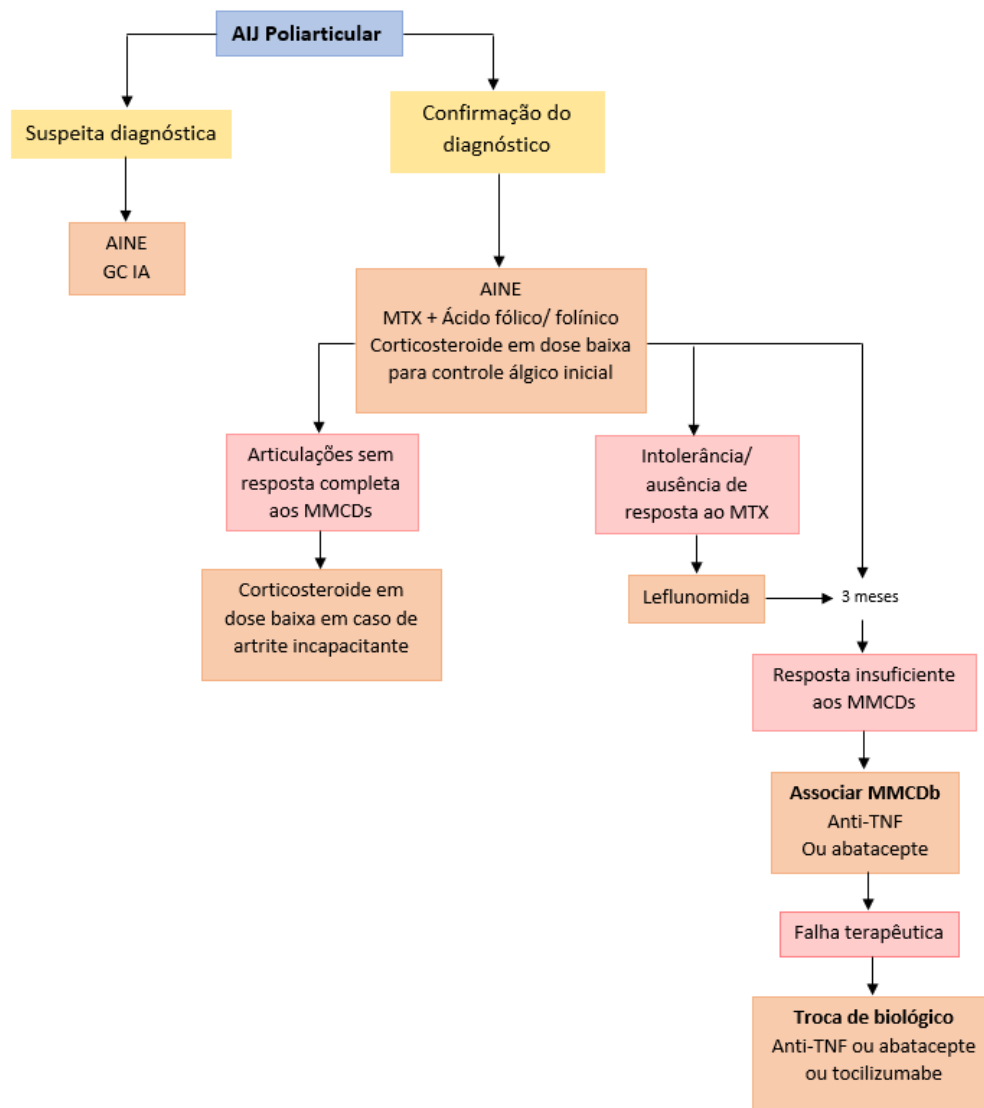 AIJ Poliarticular
Suspeita diagnóstica
Confirmação do
diagnóstico
AINE
GC IA
AINE
MTX + Ácido fólico/ folínico
Corticosteroide em dose baixa
para controle álgico inicial
Articulações sem
resposta completa
aos MMCDs
Intolerância/
ausência de
resposta ao MTX
Corticosteroide em
dose baixa em caso de
artrite incapacitante
Leflunomida
3 meses
Resposta insuficiente
aos MMCDs
Associar MMCDb
Anti-TNF
Ou abatacepte
Falha terapêutica
Troca de biológico
Anti-TNF ou abatacepte
ou tocilizumabe